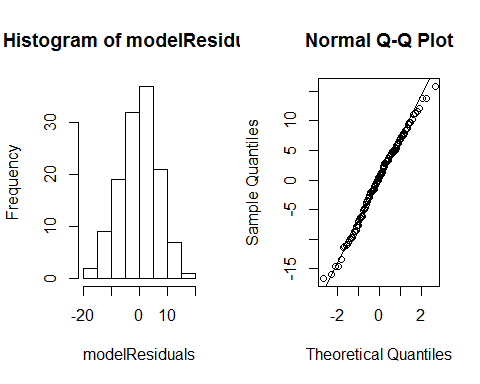 Histogram of modelResidu
Frequency
0 10 20 30
-20 0 10
modelResiduals
Normal Q-Q Plot
Sample Quantiles
-15 -5 0 5 10
-2 0 2
Theoretical Quantiles